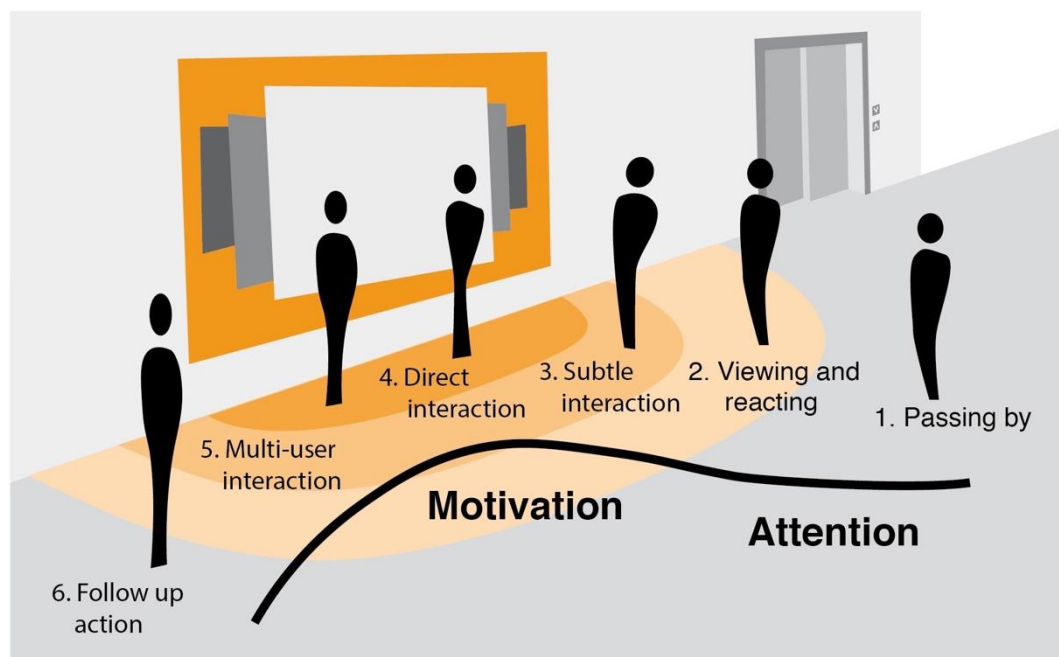 4. Direct
interaction
3. Subtle
interaction
2. Viewing and
reacting
1. Passing by
5. Multi-user
interaction
Motivation
Attention
6. Follow up
action